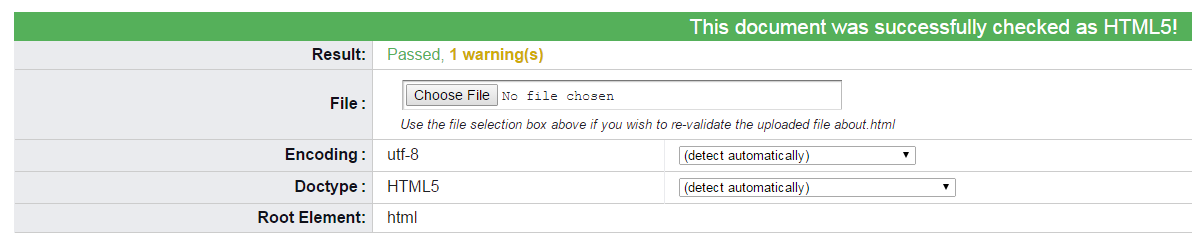 This document was successfully checked as HTML5!
Result: Passed, 1 warning(s)
File : Choose File No file chosen
Use the file selection box above if you wish to re-validate the uploaded file about.html
Encoding : utf-8 (detect automatically)
Doctype : HTML5 (detect automatically)
Root Element: html